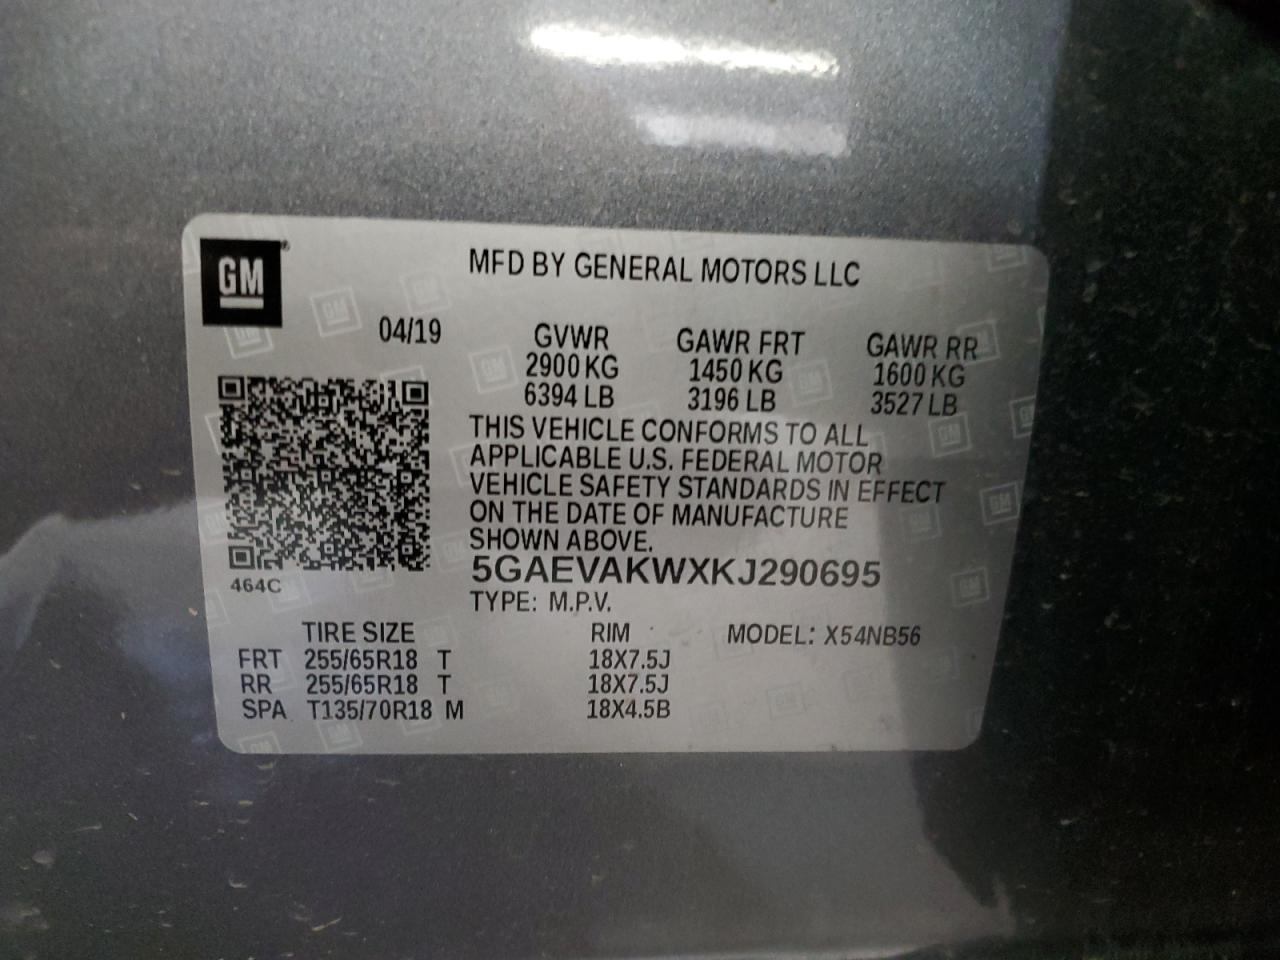 GM
MFD BY GENERAL MOTORS LLC
04/19
GVWR GAWR FRT GAWR RR
2900 KG 1450 KG 1600 KG
6394 LB 3196 LB 3527 LB
THIS VEHICLE CONFORMS TO ALL
APPLICABLE U.S. FEDERAL MOTOR
VEHICLE SAFETY STANDARDS IN EFFECT
ON THE DATE OF MANUFACTURE
SHOWN ABOVE.
5GAEVAKWXKJ290695
464C
TYPE: M.P.V.
TIRE SIZE RIM MODEL: X54NB56
FRT 255/65R18 T 18X7.5J
RR 255/65R18 T 18X7.5J
SPA T135/70R18 M 18X4.5B